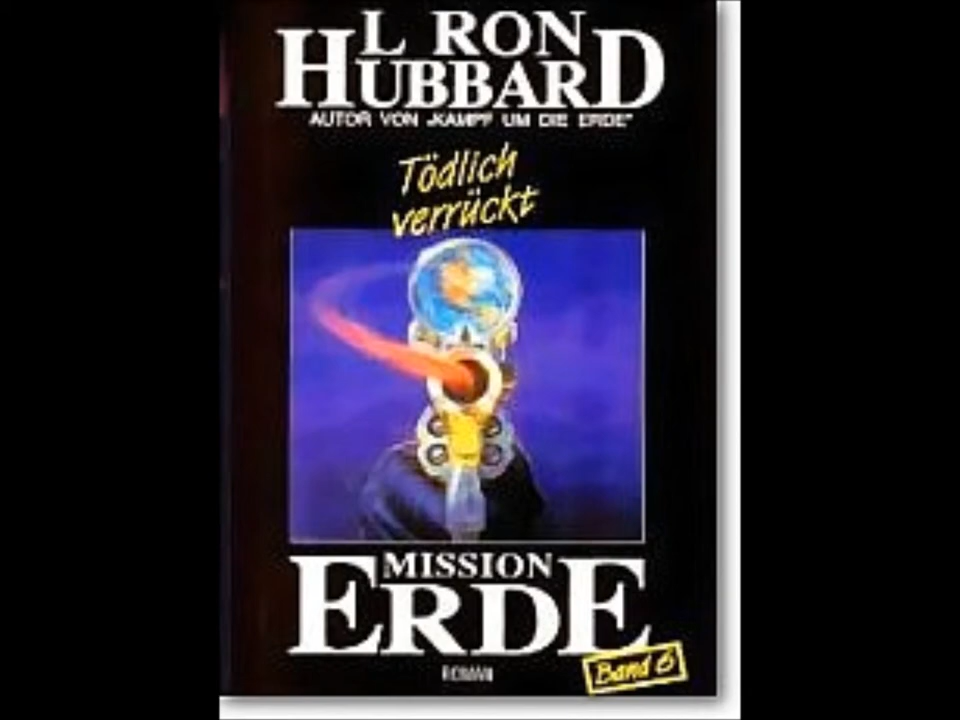 L RON
HUBBARD
AUTOR VON „KAMPF UM DIE ERDE"
Tödlich
verrückt
MISSION
ERDE
ROMAN
Band 6